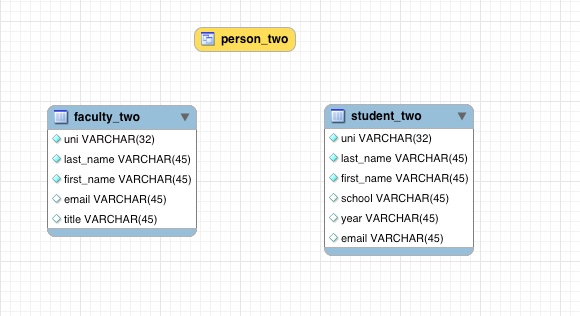 person_two
faculty_two
uni VARCHAR(32)
last_name VARCHAR(45)
first_name VARCHAR(45)
email VARCHAR(45)
title VARCHAR(45)
student_two
uni VARCHAR(32)
last_name VARCHAR(45)
first_name VARCHAR(45)
school VARCHAR(45)
year VARCHAR(45)
email VARCHAR(45)